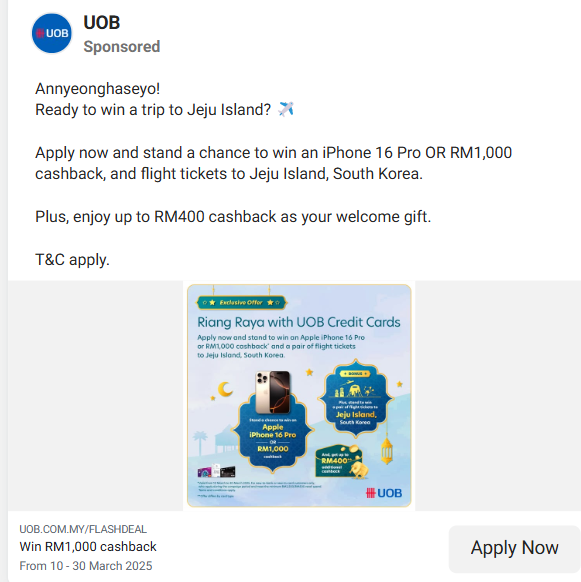 UOB
UOB
Sponsored
Annyeonghaseyo!
Ready to win a trip to Jeju Island?
Apply now and stand a chance to win an iPhone 16 Pro OR RM1,000
cashback, and flight tickets to Jeju Island, South Korea.
Plus, enjoy up to RM400 cashback as your welcome gift.
T&C apply.
Exclusive Offer
Riang Raya with UOB Credit Cards
Apply now and stand to win an Apple iPhone 16 Pro
or RM1,000 cashback* and a pair of flight tickets
to Jeju Island, South Korea.
BONUS
Plus, stand to win
a pair of flight tickets to
Jeju Island,
South Korea
Stand a chance to win an
Apple
iPhone 16 Pro
OR
RM1,000
cashback
And, get up to
RM400**
additional
cashback
UOB
UOB.COM.MY/FLASHDEAL
Win RM1,000 cashback
From 10 - 30 March 2025
Apply Now